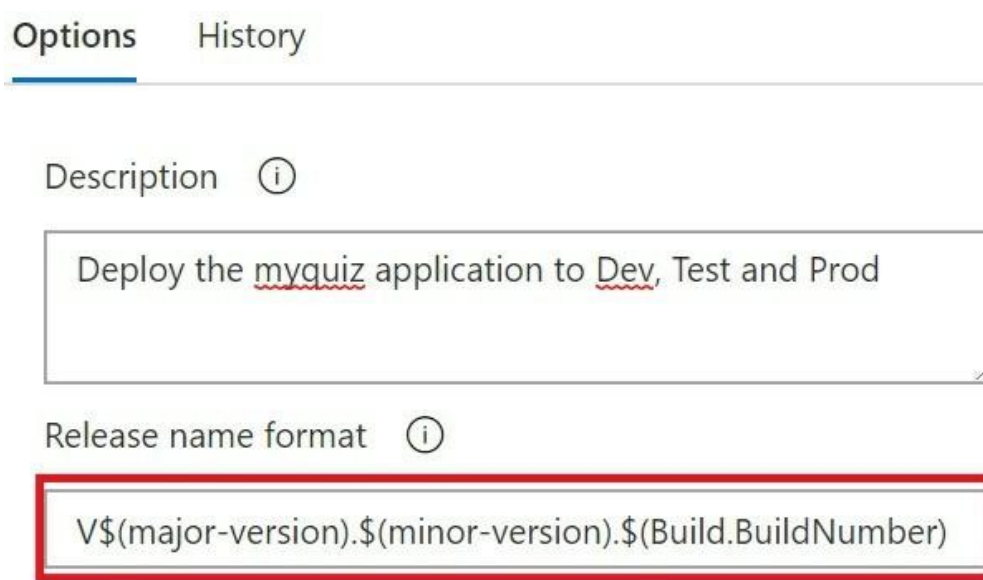 Options History
Description
Deploy the myquiz application to Dev, Test and Prod
Release name format
V$(major-version).$(minor-version).$(Build.BuildNumber)